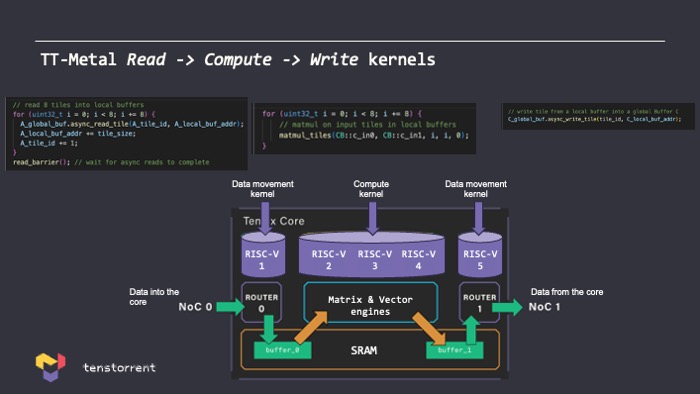 TT-Metal Read -> Compute -> Write kernels
// read 8 tiles into local buffers
for (uint32_t i = 0; i < 8; i += 8) {
A_global_buf.async_read_tile(A_tile_id, A_local_buf_addr);
A_local_buf_addr += tile_size;
A_tile_id += 1;
}
read_barrier(); // wait for async reads to complete
for (uint32_t i = 0; i < 8; i += 8) {
// matmul on input tiles in local buffers
matmul_tiles(CB::c_in0, CB::c_in1, i, i, 0);
}
// write tile from a local buffer into a global Buffer C
C_global_buf.async_write_tile(tile_id, C_local_buf_addr);
Data movement
kernel
Compute
kernel
Data movement
kernel
Core
RISC-V
1
RISC-V
2
RISC-V
3
RISC-V
4
RISC-V
5
Data into the
core
NoC 0
ROUTER
0
Matrix & Vector
engines
ROUTER
1
Data from the core
NoC 1
buffer_0
SRAM
buffer_1
tenstorrent